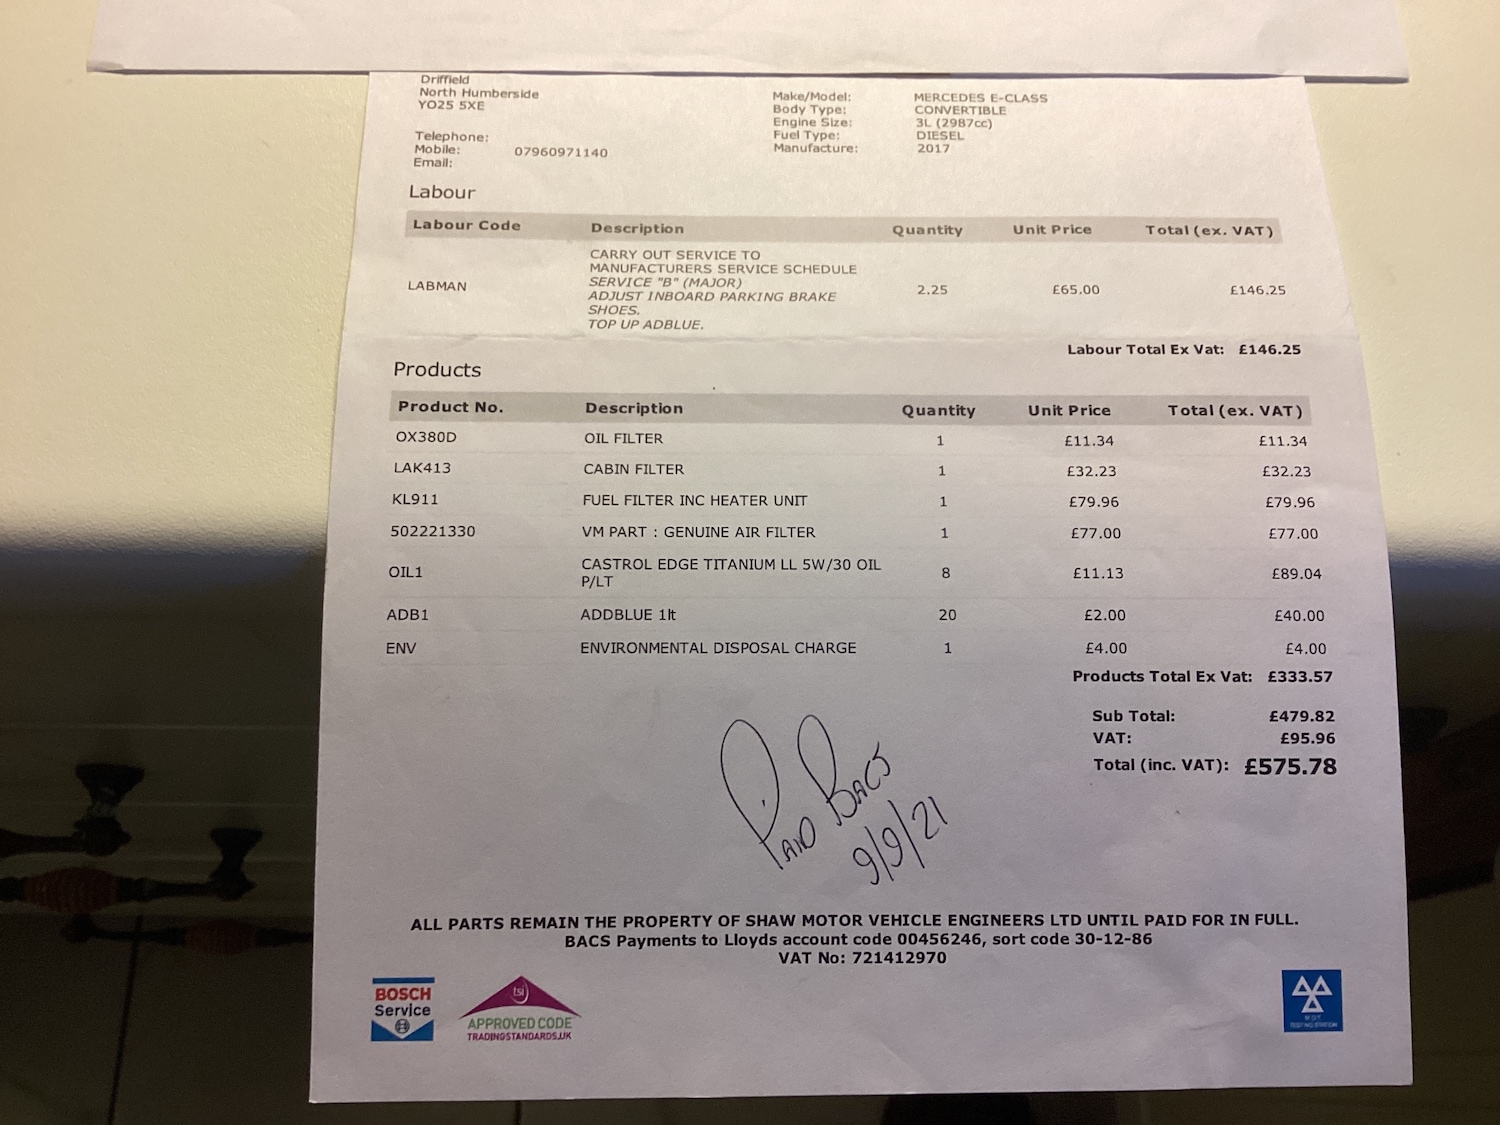 Driffield
North Humberside
YO25 5XE
Telephone:
Mobile: 07960971140
Email:
Make/Model: MERCEDES E-CLASS
Body Type: CONVERTIBLE
Engine Size: 3L (2987cc)
Fuel Type: DIESEL
Manufacture: 2017
Labour
Labour Code Description Quantity Unit Price Total (ex. VAT)
CARRY OUT SERVICE TO
MANUFACTURERS SERVICE SCHEDULE
SERVICE "B" (MAJOR)
LABMAN ADJUST INBOARD PARKING BRAKE 2.25 £65.00 £146.25
SHOES.
TOP UP ADBLUE.
Labour Total Ex Vat: £146.25
Products
Product No. Description Quantity Unit Price Total (ex. VAT)
OX380D OIL FILTER 1 £11.34 £11.34
LAK413 CABIN FILTER 1 £32.23 £32.23
KL911 FUEL FILTER INC HEATER UNIT 1 £79.96 £79.96
502221330 VM PART : GENUINE AIR FILTER 1 £77.00 £77.00
OIL1 CASTROL EDGE TITANIUM LL 5W/30 OIL 8 £11.13 £89.04
P/LT
ADB1 ADDBLUE 1lt 20 £2.00 £40.00
ENV ENVIRONMENTAL DISPOSAL CHARGE 1 £4.00 £4.00
Products Total Ex Vat: £333.57
Sub Total: £479.82
VAT: £95.96
Total (inc. VAT): £575.78
PAID BACS
9/9/21
ALL PARTS REMAIN THE PROPERTY OF SHAW MOTOR VEHICLE ENGINEERS LTD UNTIL PAID FOR IN FULL.
BACS Payments to Lloyds account code 00456246, sort code 30-12-86
VAT No: 721412970
BOSCH
Service
tsi
APPROVED CODE
TRADINGSTANDARDS.UK
M.O.T.
TESTING STATION